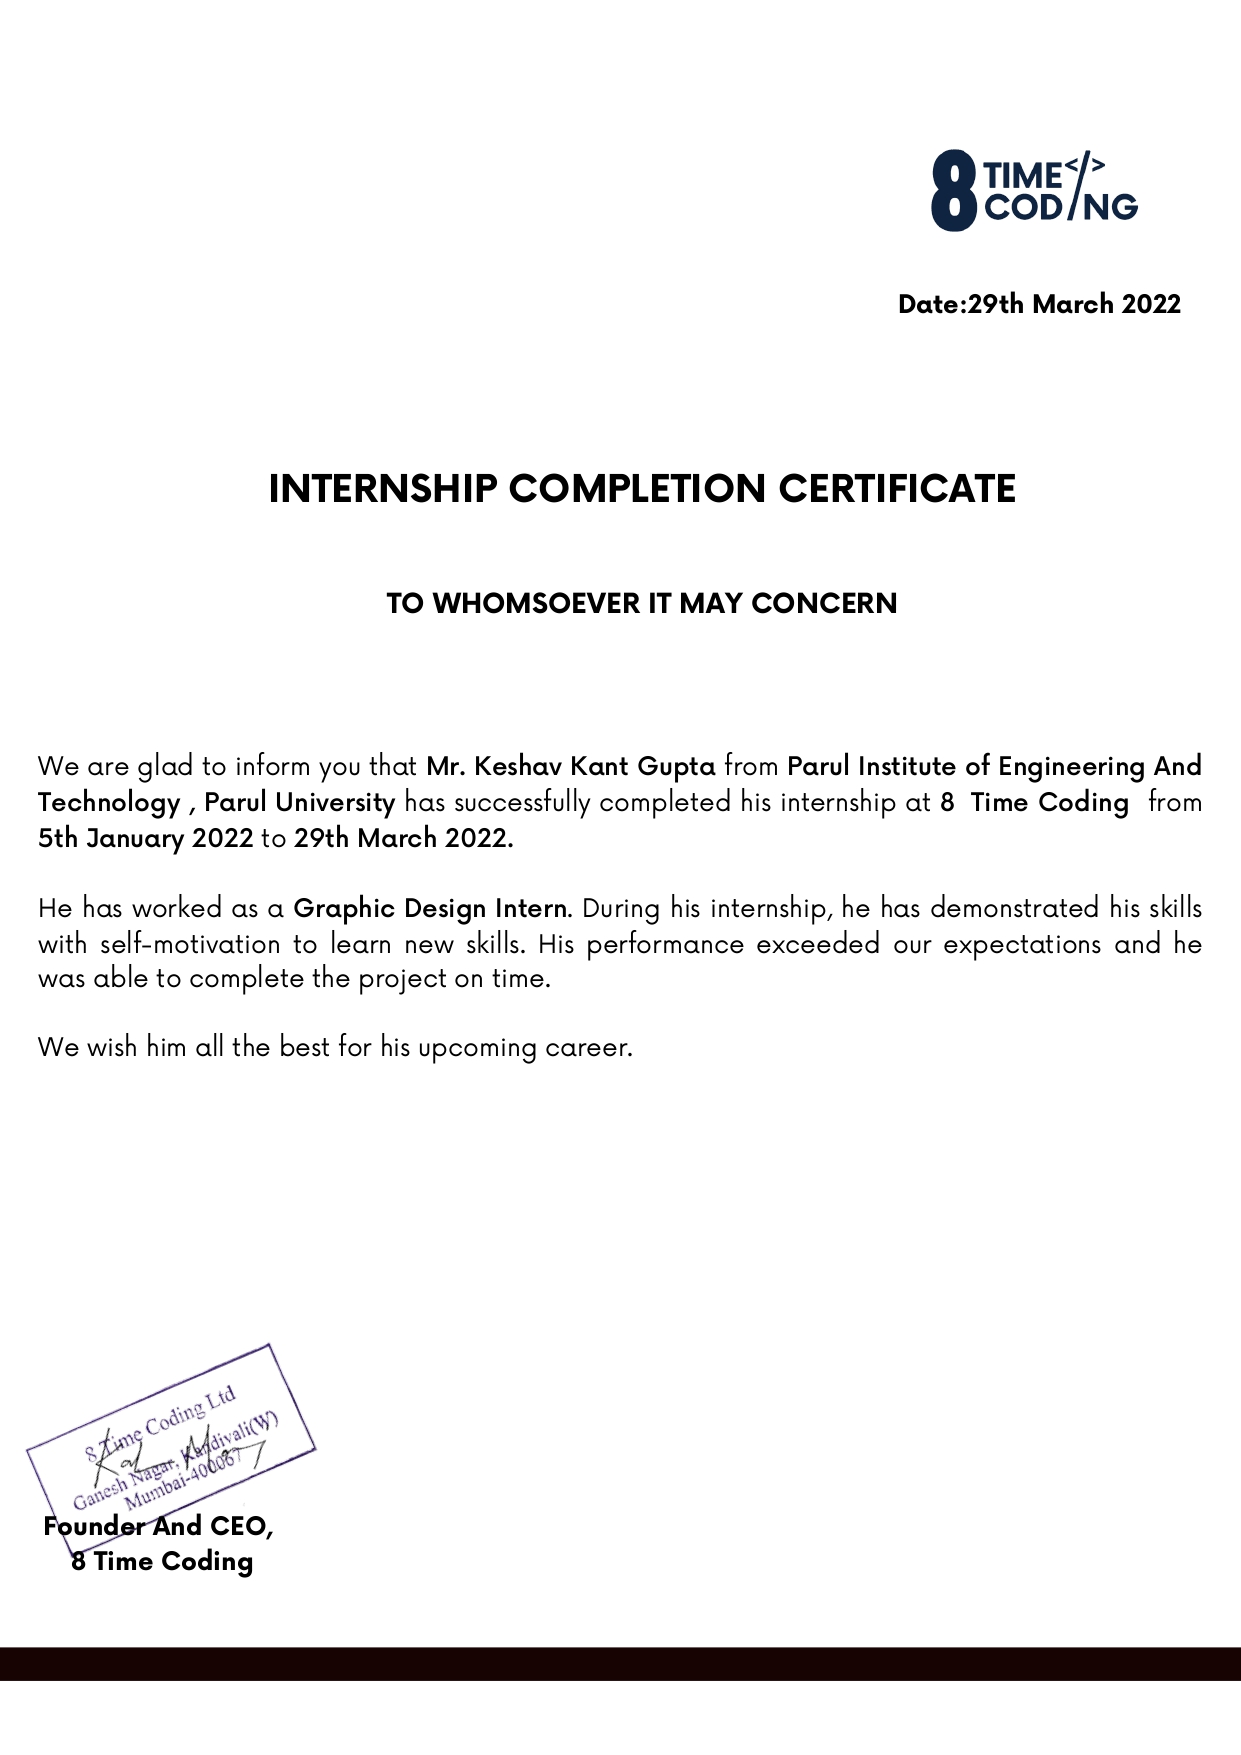 8 TIME </>
CODING
Date:29th March 2022
INTERNSHIP COMPLETION CERTIFICATE
TO WHOMSOEVER IT MAY CONCERN
We are glad to inform you that Mr. Keshav Kant Gupta from Parul Institute of Engineering And
Technology , Parul University has successfully completed his internship at 8 Time Coding from
5th January 2022 to 29th March 2022.
He has worked as a Graphic Design Intern. During his internship, he has demonstrated his skills
with self-motivation to learn new skills. His performance exceeded our expectations and he
was able to complete the project on time.
We wish him all the best for his upcoming career.
8 Time Coding Ltd
Ganesh Nagar, Kandivali(W)
Mumbai-400067
Founder And CEO,
8 Time Coding